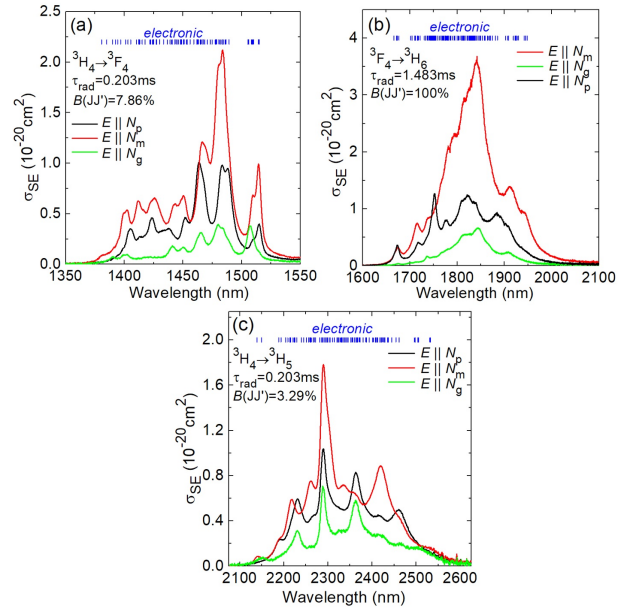 (a)
electronic
³H₄→³F₄
τrad=0.203ms
B(JJ')=7.86%
E || Np
E || Nm
E || Ng
σSE (10⁻²⁰cm²)
2.5
2.0
1.5
1.0
0.5
0.0
1350 1400 1450 1500 1550
Wavelength (nm)
(b)
electronic
³F₄→³H₆
τrad=1.483ms
B(JJ')=100%
E || Nm
E || Ng
E || Np
σSE (10⁻²⁰cm²)
4
3
2
1
0
1600 1700 1800 1900 2000 2100
Wavelength (nm)
(c)
electronic
³H₄→³H₅
τrad=0.203ms
B(JJ')=3.29%
E || Np
E || Nm
E || Ng
σSE (10⁻²⁰cm²)
2.0
1.6
1.2
0.8
0.4
0.0
2100 2200 2300 2400 2500 2600
Wavelength (nm)